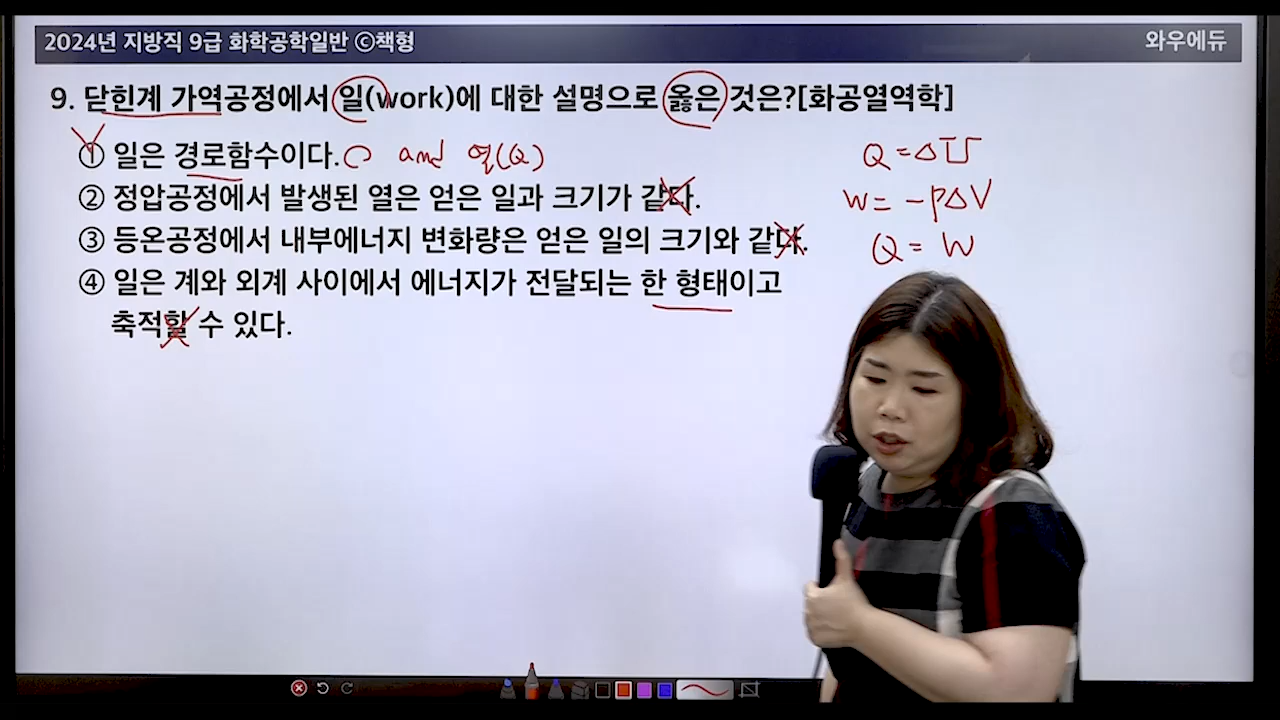 2024년 지방직 9급 화학공학일반 ⓒ책형
와우에듀
9. 닫힌계 가역공정에서 일(work)에 대한 설명으로 옳은 것은?[화공열역학]
① 일은 경로함수이다. O and 열(Q)
② 정압공정에서 발생된 열은 얻은 일과 크기가 같다.
③ 등온공정에서 내부에너지 변화량은 얻은 일의 크기와 같다.
④ 일은 계와 외계 사이에서 에너지가 전달되는 한 형태이고
축적할 수 있다.
Q = ΔU
W = -PΔV
Q = W